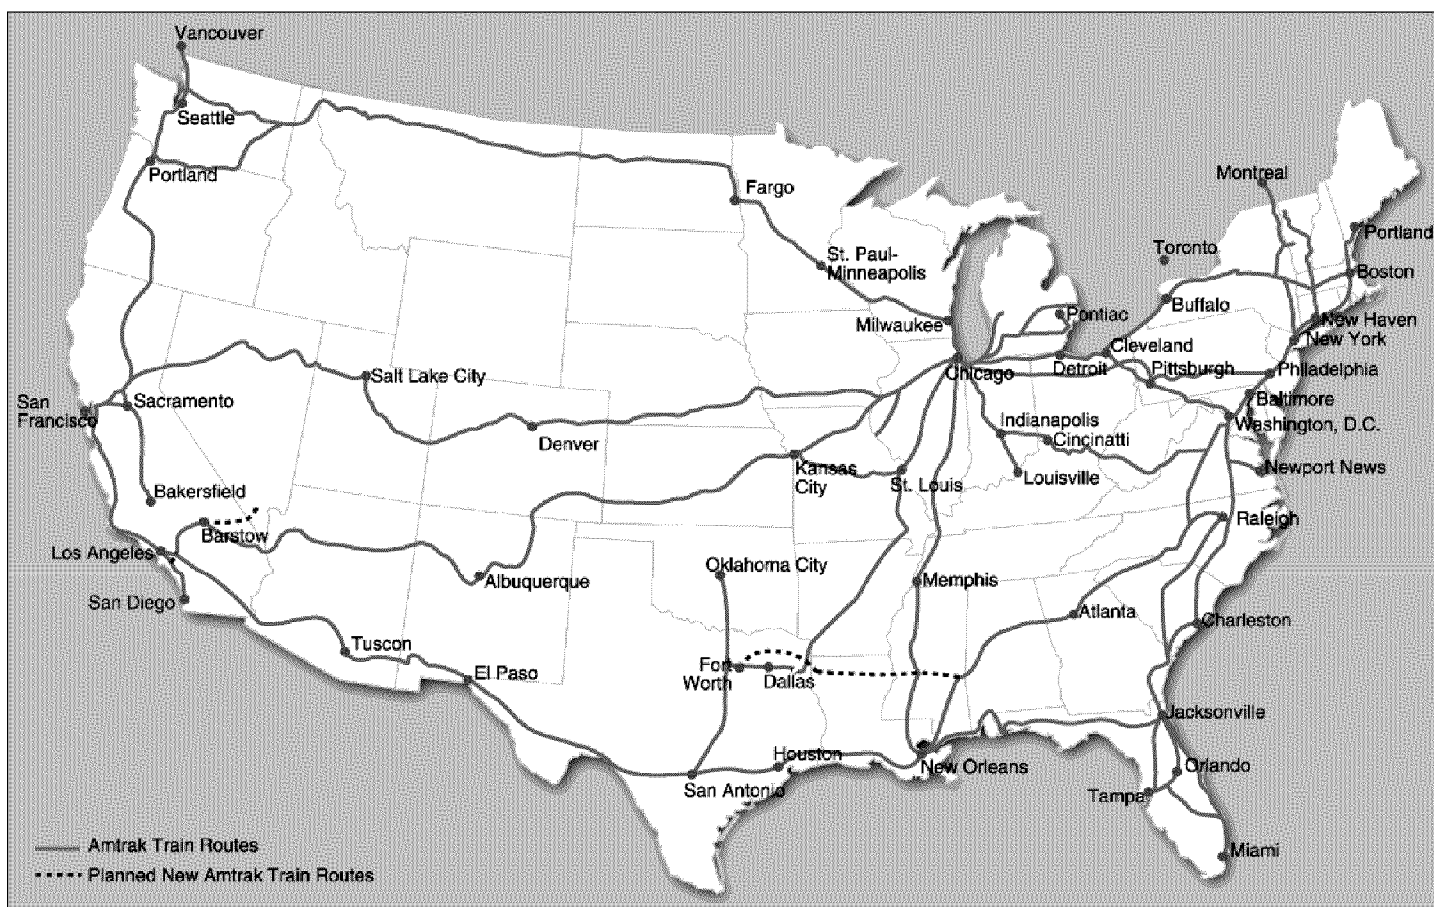 Vancouver
Seattle
Portland
Fargo
St. Paul-
Minneapolis
Milwaukee
Chicago
Pontiac
Detroit
Cleveland
Pittsburgh
Buffalo
Toronto
Montreal
Portland
Boston
New Haven
New York
Philadelphia
Baltimore
Washington, D.C.
Newport News
San
Francisco
Sacramento
Salt Lake City
Denver
Kansas
City
St. Louis
Indianapolis
Cincinatti
Louisville
Bakersfield
Barstow
Los Angeles
San Diego
Albuquerque
Oklahoma City
Memphis
Atlanta
Raleigh
Charleston
Tuscon
El Paso
Fort
Worth
Dallas
San Antonio
Houston
New Orleans
Jacksonville
Orlando
Tampa
Miami
Amtrak Train Routes
Planned New Amtrak Train Routes